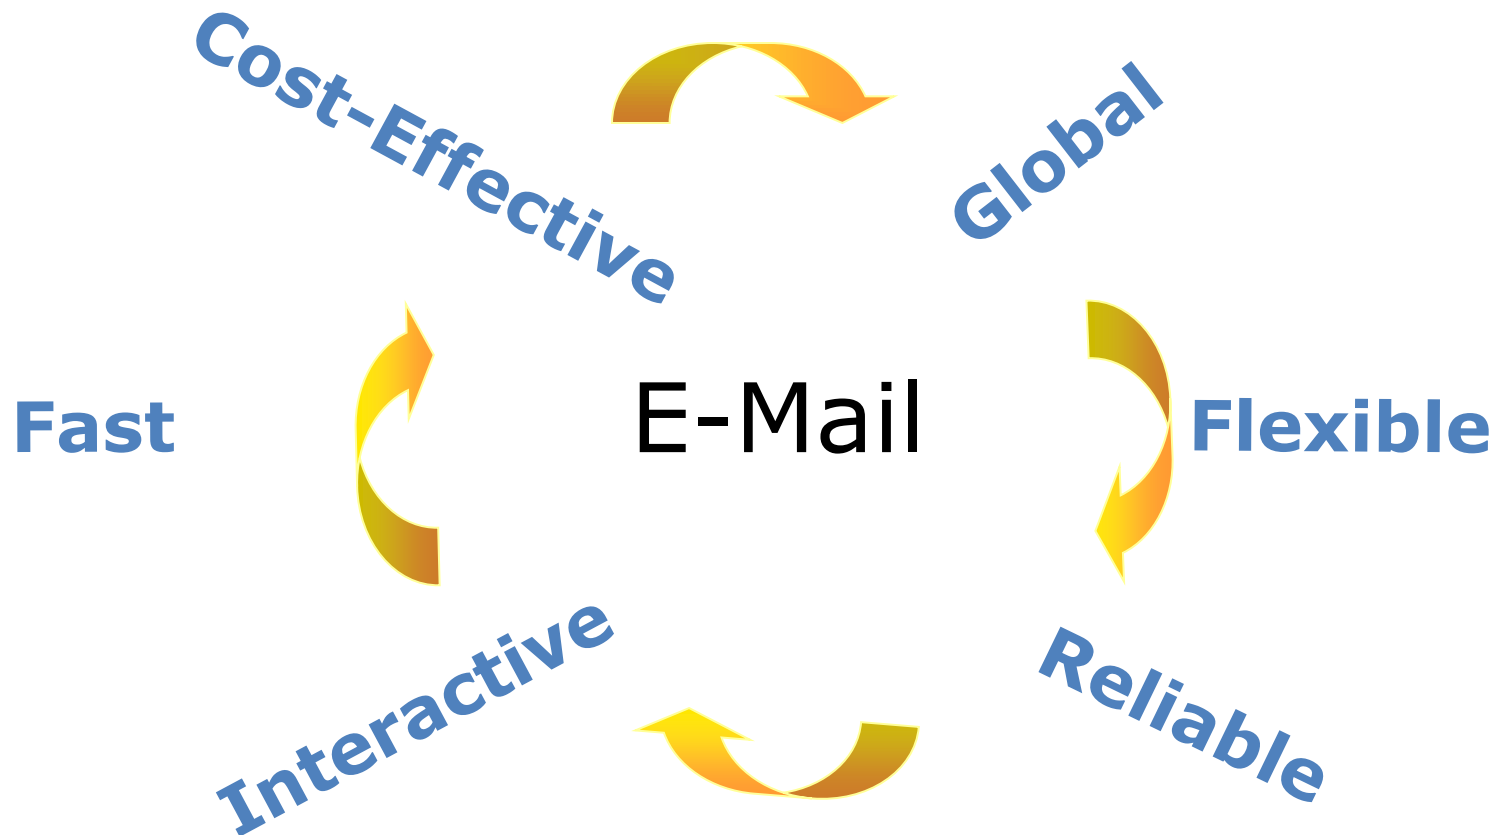 Cost-Effective
Global
Fast
E-Mail
Flexible
Interactive
Reliable